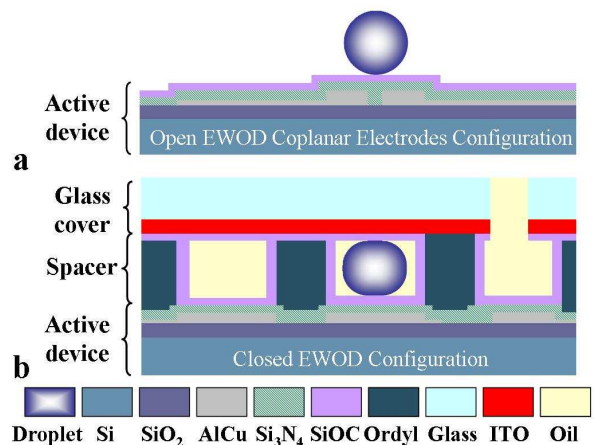 Active
device
Open EWOD Coplanar Electrodes Configuration
a
Glass
cover
Spacer
Active
device
Closed EWOD Configuration
b
Droplet Si SiO₂ AlCu Si₃N₄ SiOC Ordyl Glass ITO Oil